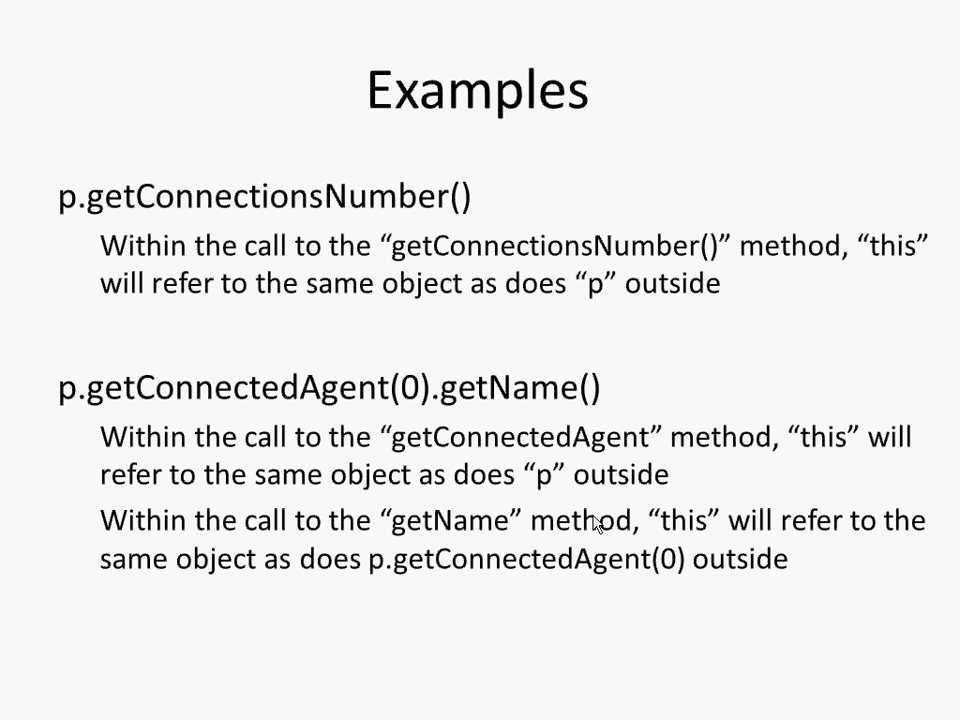 Examples
p.getConnectionsNumber()
Within the call to the “getConnectionsNumber()” method, “this”
will refer to the same object as does “p” outside
p.getConnectedAgent(0).getName()
Within the call to the “getConnectedAgent” method, “this” will
refer to the same object as does “p” outside
Within the call to the “getName” method, “this” will refer to the
same object as does p.getConnectedAgent(0) outside